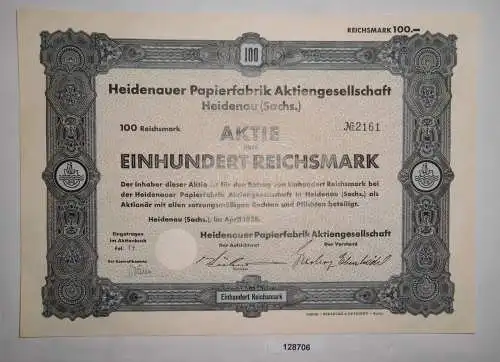 REICHSMARK 100.—
100
Heidenauer Papierfabrik Aktiengesellschaft
Heidenau (Sachs.)
100 Reichsmark
AKTIE
№2161
über
EINHUNDERT REICHSMARK
Der Inhaber dieser Aktie ist für den Betrag von Einhundert Reichsmark bei
der Heidenauer Papierfabrik Aktiengesellschaft in Heidenau (Sachs.) als
Aktionär mit allen satzungsmäßigen Rechten und Pflichten beteiligt.
Heidenau (Sachs.), im April
Eingetragen
im Aktienbuch
Fol.
Heidenauer Papierfabrik Aktiengesellschaft
Der Aufsichtsrat
Der Vorstand
Einhundert Reichsmark
128706